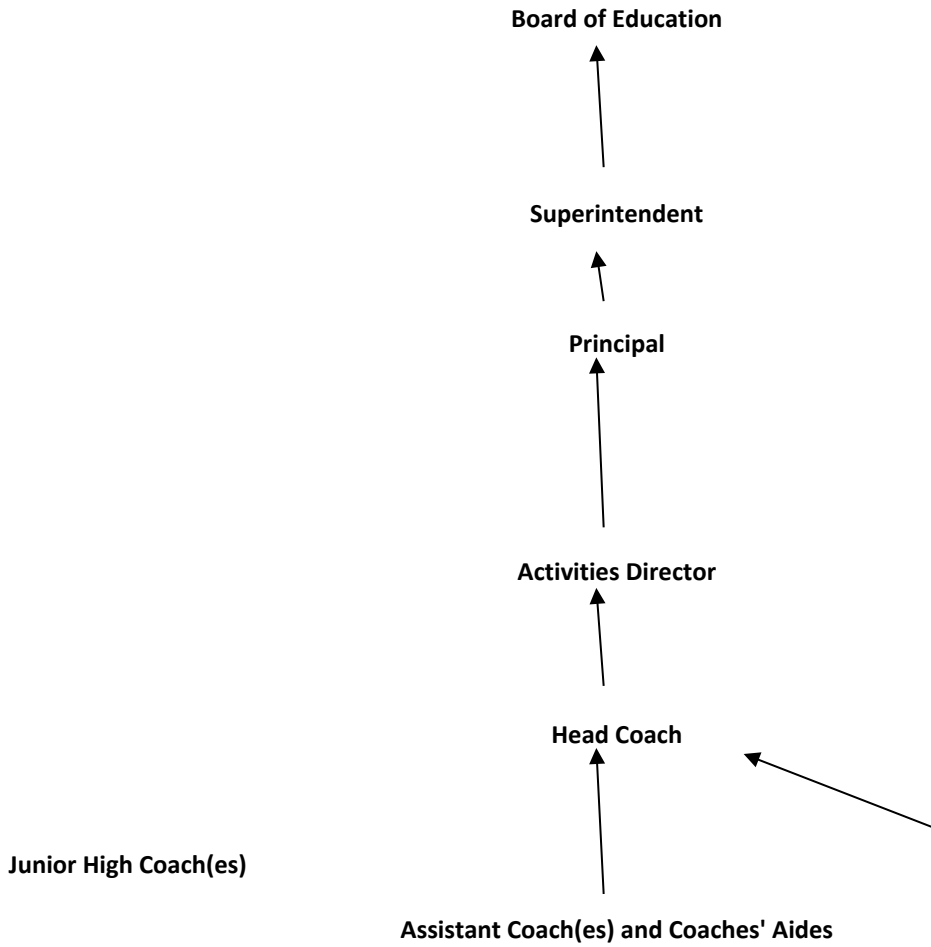 Board of Education
Superintendent
Principal
Activities Director
Head Coach
Junior High Coach(es)
Assistant Coach(es) and Coaches' Aides